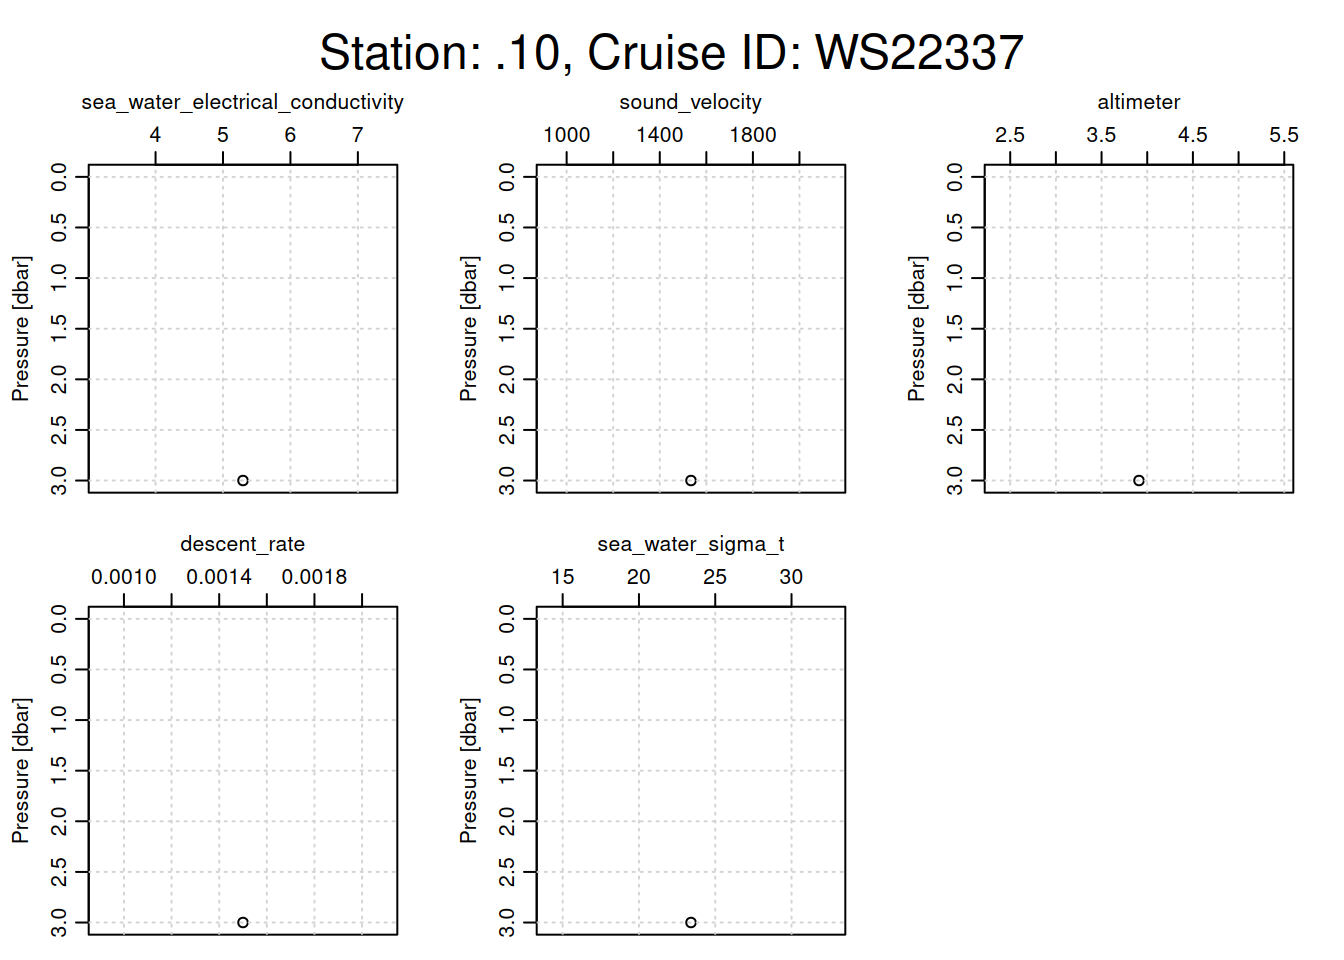 Station: .10, Cruise ID: WS22337
sea_water_electrical_conductivity
4 5 6 7
0.0
0.5
1.0
1.5
2.0
2.5
3.0
Pressure [dbar]
sound_velocity
1000 1400 1800
0.0
0.5
1.0
1.5
2.0
2.5
3.0
Pressure [dbar]
altimeter
2.5 3.5 4.5 5.5
0.0
0.5
1.0
1.5
2.0
2.5
3.0
Pressure [dbar]
descent_rate
0.0010 0.0014 0.0018
0.0
0.5
1.0
1.5
2.0
2.5
3.0
Pressure [dbar]
sea_water_sigma_t
15 20 25 30
0.0
0.5
1.0
1.5
2.0
2.5
3.0
Pressure [dbar]